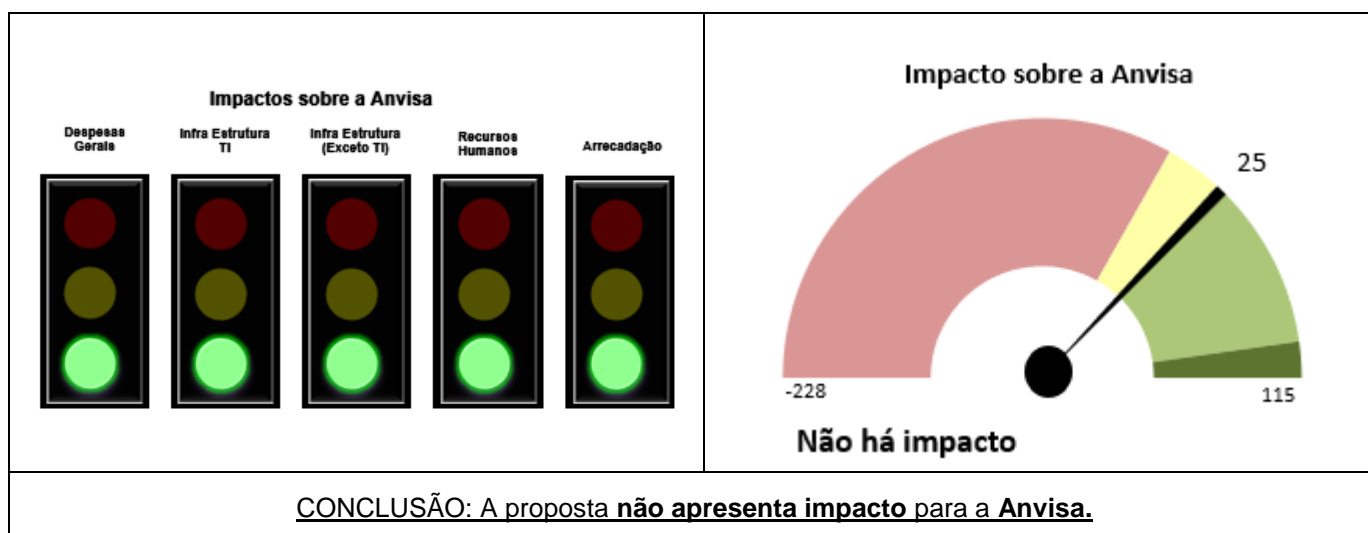 Impactos sobre a Anvisa
Despesas
Gerais
Infra Estrutura
TI
Infra Estrutura
(Exceto TI)
Recursos
Humanos
Arrecadação
Impacto sobre a Anvisa
25
-228
115
Não há impacto
CONCLUSÃO: A proposta não apresenta impacto para a Anvisa.